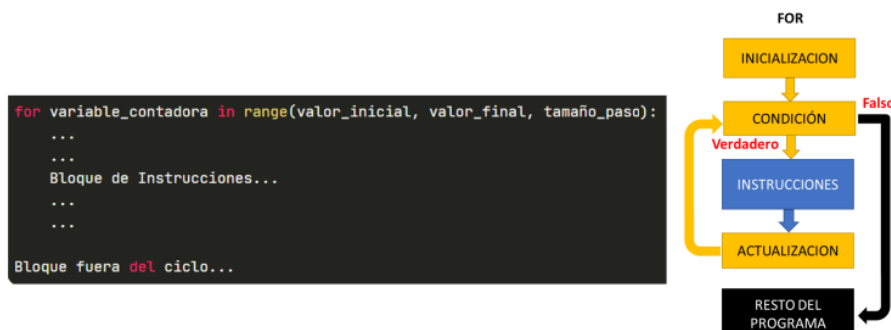 for variable_contadora in range(valor_inicial, valor_final, tamaño_paso):
...
...
Bloque de Instrucciones...
...
...
Bloque fuera del ciclo...
FOR
INICIALIZACION
CONDICIÓN
Falso
Verdadero
INSTRUCCIONES
ACTUALIZACION
RESTO DEL
PROGRAMA